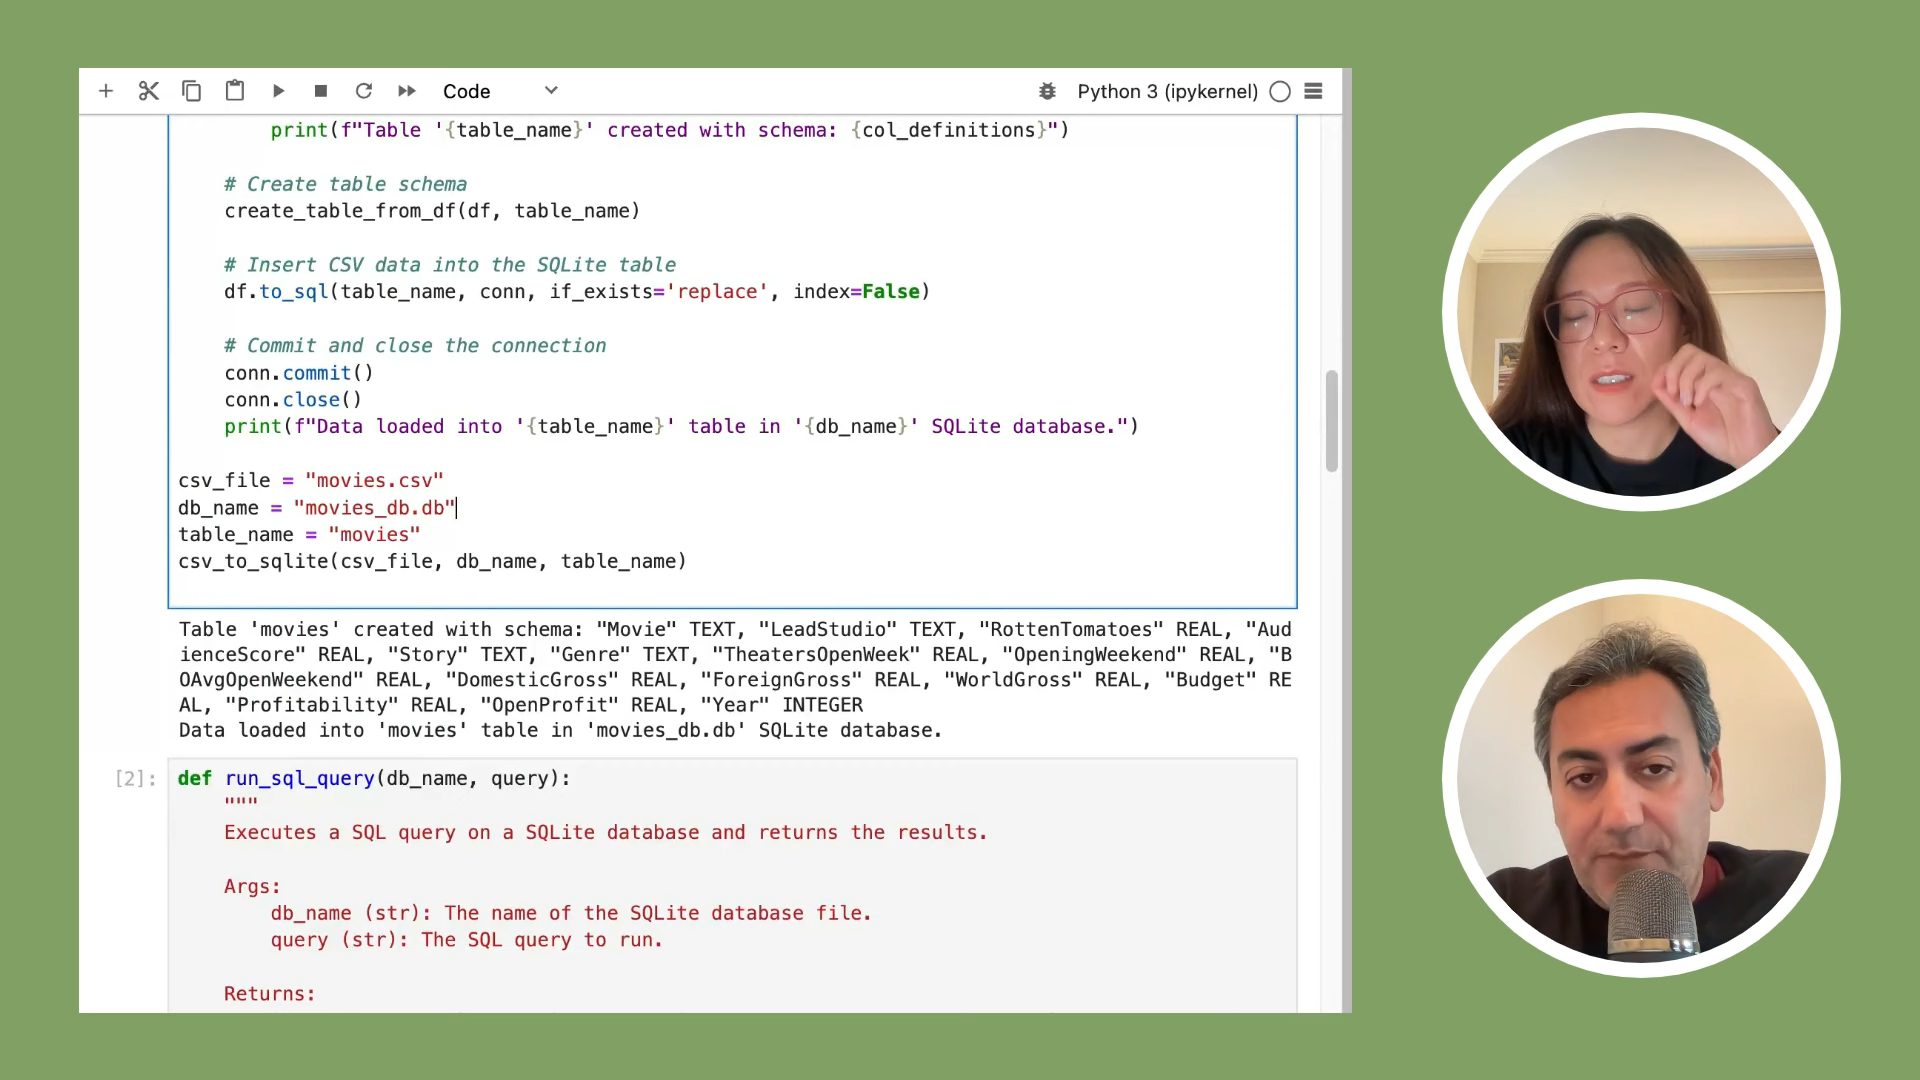 Code
Python 3 (ipykernel)
print(f"Table '{table_name}' created with schema: {col_definitions}")
# Create table schema
create_table_from_df(df, table_name)
# Insert CSV data into the SQLite table
df.to_sql(table_name, conn, if_exists='replace', index=False)
# Commit and close the connection
conn.commit()
conn.close()
print(f"Data loaded into '{table_name}' table in '{db_name}' SQLite database.")
csv_file = "movies.csv"
db_name = "movies_db.db"
table_name = "movies"
csv_to_sqlite(csv_file, db_name, table_name)
Table 'movies' created with schema: "Movie" TEXT, "LeadStudio" TEXT, "RottenTomatoes" REAL, "Aud
ienceScore" REAL, "Story" TEXT, "Genre" TEXT, "TheatersOpenWeek" REAL, "OpeningWeekend" REAL, "B
OAvgOpenWeekend" REAL, "DomesticGross" REAL, "ForeignGross" REAL, "WorldGross" REAL, "Budget" RE
AL, "Profitability" REAL, "OpenProfit" REAL, "Year" INTEGER
Data loaded into 'movies' table in 'movies_db.db' SQLite database.
[2]: def run_sql_query(db_name, query):
"""
Executes a SQL query on a SQLite database and returns the results.
Args:
db_name (str): The name of the SQLite database file.
query (str): The SQL query to run.
Returns: